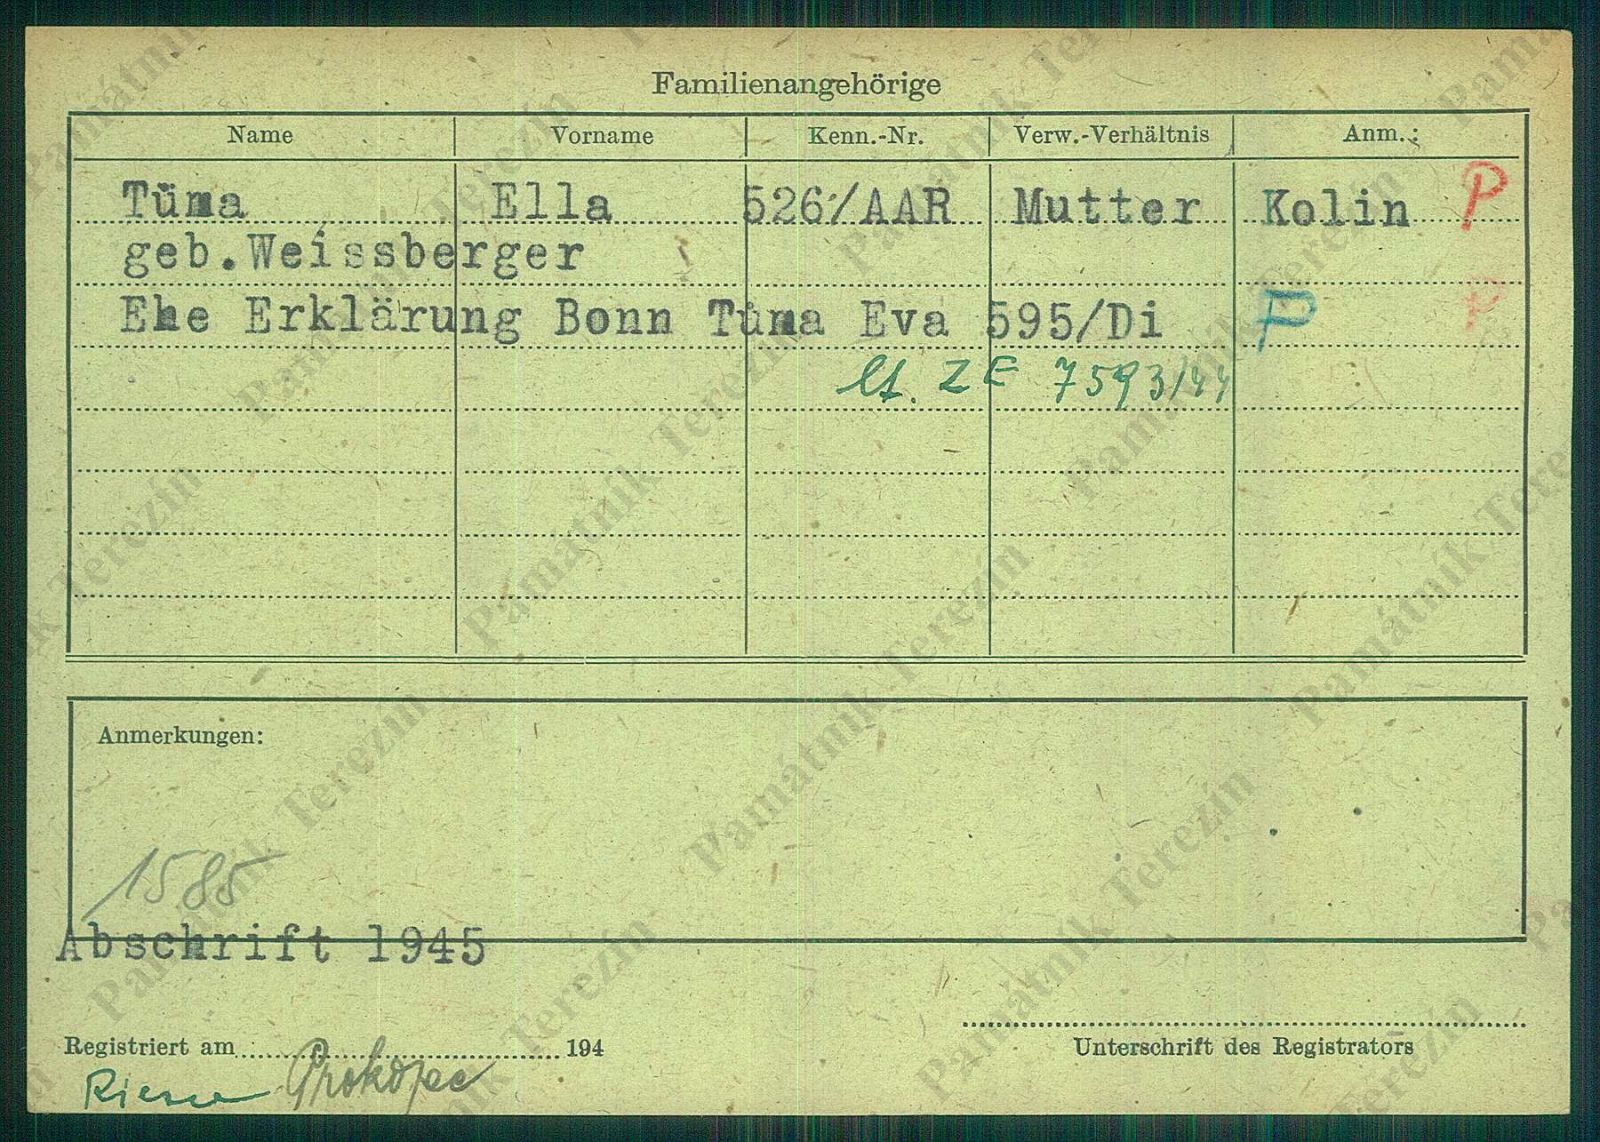 Familienangehörige
Name Vorname Kenn.-Nr. Verw.-Verhältnis Anm.:
Tüma Ella 526/AAR Mutter Kolin P
geb.Weissberger
Ehe Erklärung Bonn Tüma Eva 595/Di P P
lt. ZE 7593/44
Anmerkungen:
1585
Abschrift 1945
Registriert am 194
Unterschrift des Registrators
Prokopec
Památník Terezín